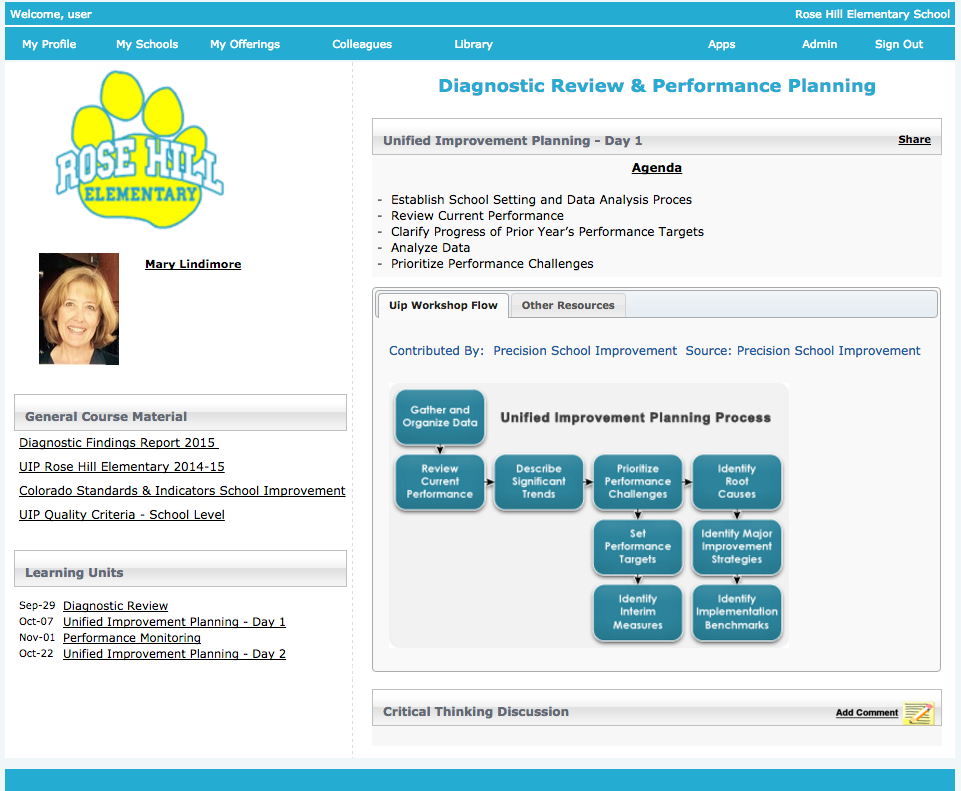 Welcome, user
Rose Hill Elementary School
My Profile
My Schools
My Offerings
Colleagues
Library
Apps
Admin
Sign Out
ROSE HILL
ELEMENTARY
Mary Lindimore
General Course Material
Diagnostic Findings Report 2015
UIP Rose Hill Elementary 2014-15
Colorado Standards & Indicators School Improvement
UIP Quality Criteria - School Level
Learning Units
Sep-29 Diagnostic Review
Oct-07 Unified Improvement Planning - Day 1
Nov-01 Performance Monitoring
Oct-22 Unified Improvement Planning - Day 2
Diagnostic Review & Performance Planning
Unified Improvement Planning - Day 1
Share
Agenda
- Establish School Setting and Data Analysis Proces
- Review Current Performance
- Clarify Progress of Prior Year’s Performance Targets
- Analyze Data
- Prioritize Performance Challenges
Uip Workshop Flow
Other Resources
Contributed By: Precision School Improvement Source: Precision School Improvement
Unified Improvement Planning Process
Gather and
Organize Data
Review
Current
Performance
Describe
Significant
Trends
Prioritize
Performance
Challenges
Identify
Root
Causes
Set
Performance
Targets
Identify Major
Improvement
Strategies
Identify
Interim
Measures
Identify
Implementation
Benchmarks
Critical Thinking Discussion
Add Comment